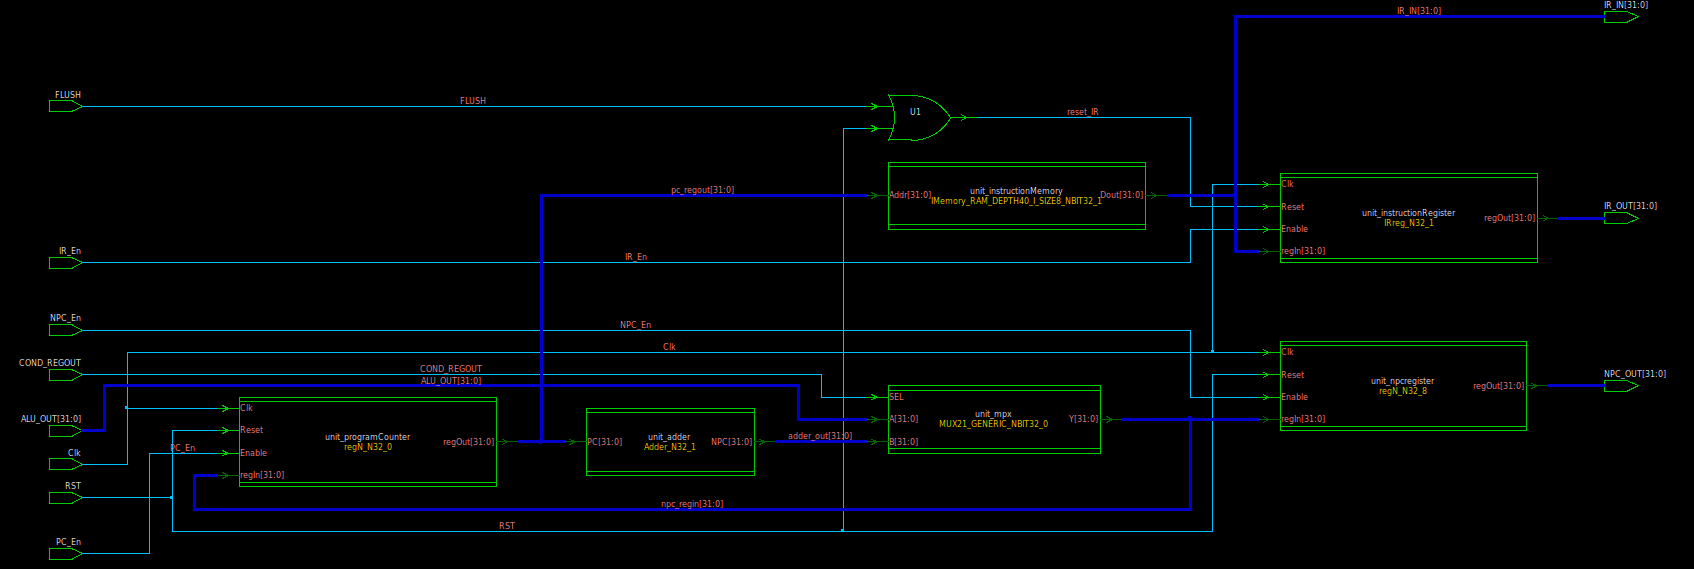 IR_IN[31:0]
IR_IN[31:0]
FLUSH
FLUSH
U1
reset_IR
pc_regout[31:0]
Addr[31:0]
unit_instructionMemory
IMemory_RAM_DEPTH40_I_SIZE8_NBIT32_1
Dout[31:0]
Clk
Reset
Enable
regIn[31:0]
unit_instructionRegister
IRreg_N32_1
regOut[31:0]
IR_OUT[31:0]
IR_En
IR_En
NPC_En
NPC_En
Clk
COND_REGOUT
COND_REGOUT
ALU_OUT[31:0]
ALU_OUT[31:0]
Clk
RST
PC_En
PC_En
Clk
Reset
Enable
regIn[31:0]
unit_programCounter
regN_N32_0
regOut[31:0]
PC[31:0]
unit_adder
Adder_N32_1
NPC[31:0]
adder_out[31:0]
SEL
A[31:0]
B[31:0]
unit_mpx
MUX21_GENERIC_NBIT32_0
Y[31:0]
Clk
Reset
Enable
regIn[31:0]
unit_npcregister
regN_N32_8
regOut[31:0]
NPC_OUT[31:0]
npc_regin[31:0]
RST